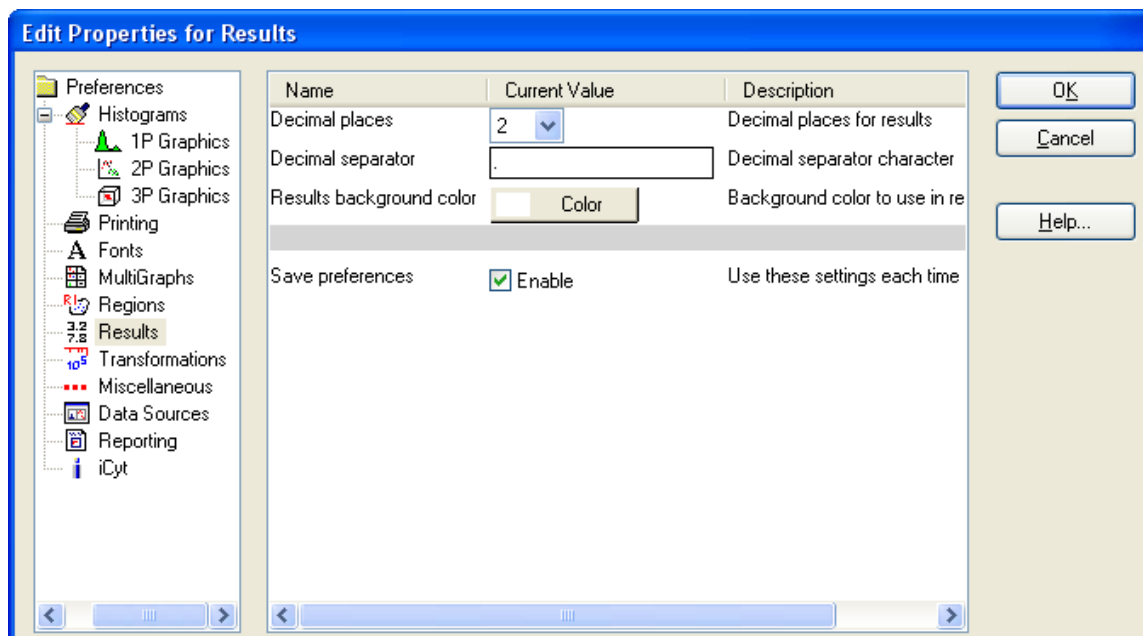 Edit Properties for Results
Preferences
Histograms
1P Graphics
2P Graphics
3P Graphics
Printing
Fonts
MultiGraphs
Regions
Results
Transformations
Miscellaneous
Data Sources
Reporting
iCyt
Name Current Value Description
Decimal places 2 Decimal places for results
Decimal separator . Decimal separator character
Results background color Color Background color to use in re
Save preferences Enable Use these settings each time
OK
Cancel
Help...